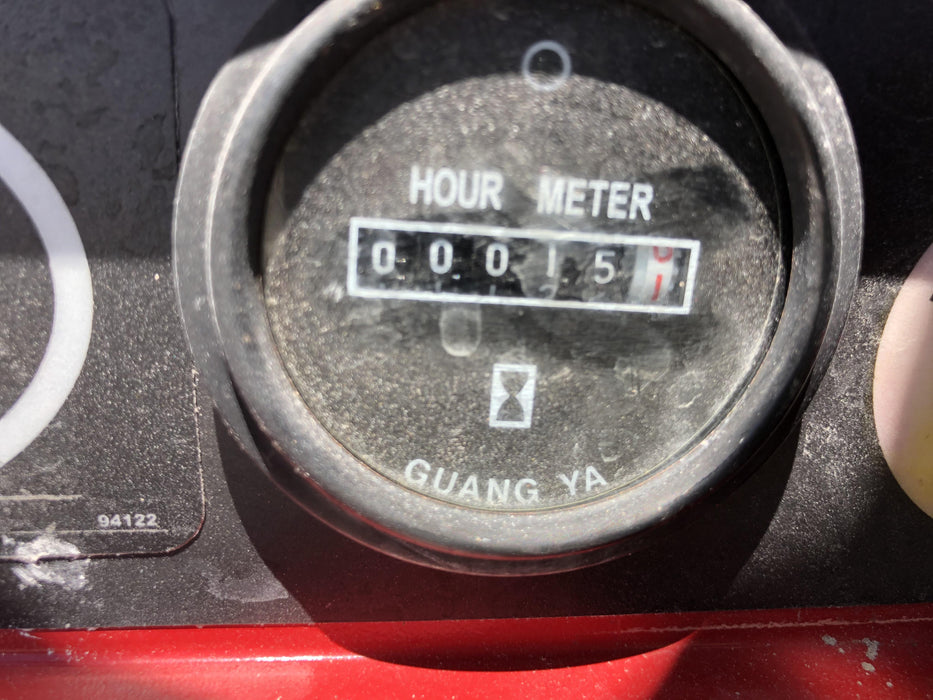 HOUR METER
0 0 0 1 5
GUANG YA
94122